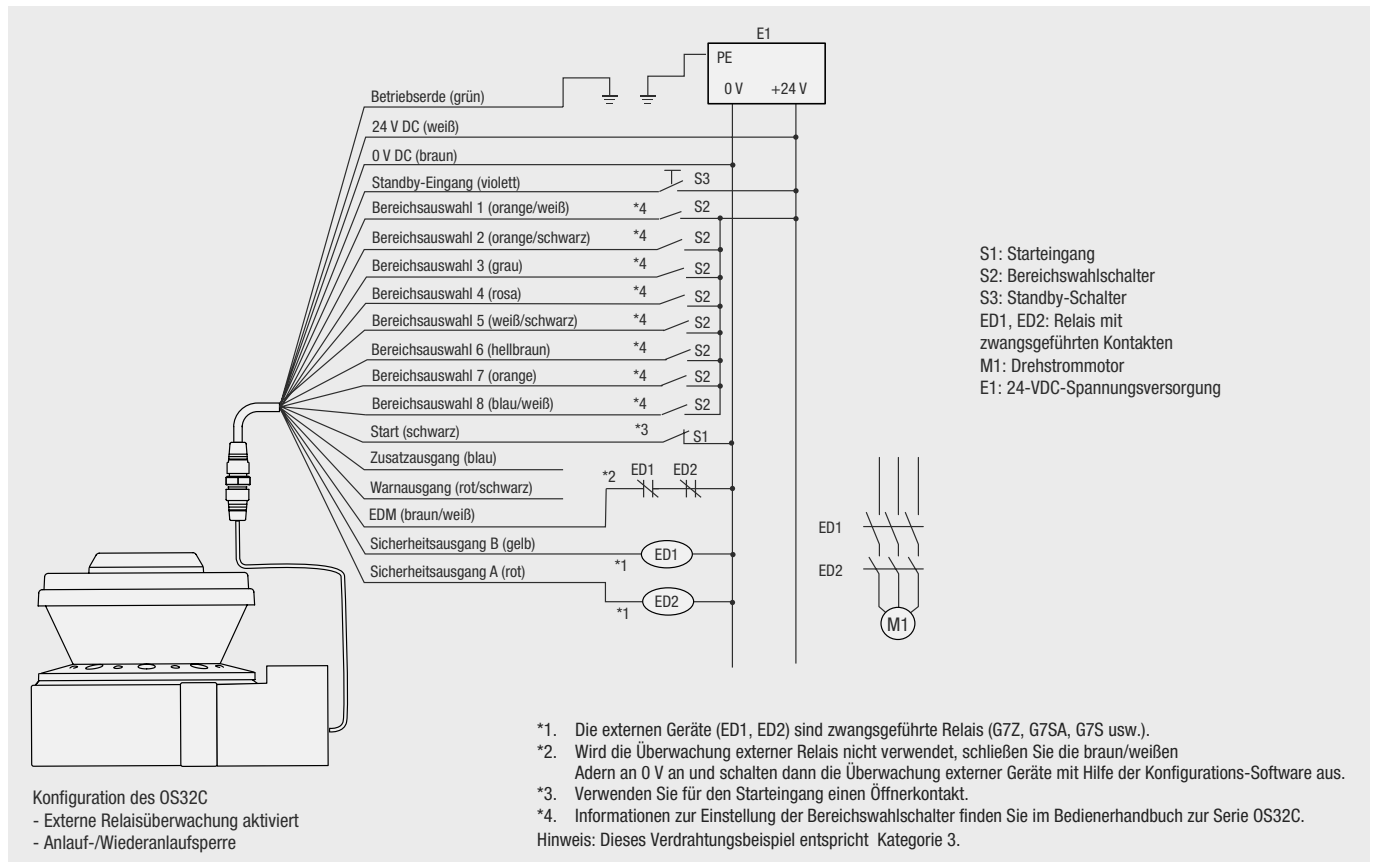 E1
PE
0 V +24 V
Betriebserde (grün)
24 V DC (weiß)
0 V DC (braun)
Standby-Eingang (violett) S3
Bereichsauswahl 1 (orange/weiß) *4 S2
Bereichsauswahl 2 (orange/schwarz) *4 S2
Bereichsauswahl 3 (grau) *4 S2
Bereichsauswahl 4 (rosa) *4 S2
Bereichsauswahl 5 (weiß/schwarz) *4 S2
Bereichsauswahl 6 (hellbraun) *4 S2
Bereichsauswahl 7 (orange) *4 S2
Bereichsauswahl 8 (blau/weiß) *4 S2
Start (schwarz) *3 S1
Zusatzausgang (blau)
Warnausgang (rot/schwarz) *2 ED1 ED2
EDM (braun/weiß)
Sicherheitsausgang B (gelb) *1 ED1
Sicherheitsausgang A (rot) *1 ED2
S1: Starteingang
S2: Bereichswahlschalter
S3: Standby-Schalter
ED1, ED2: Relais mit
zwangsgeführten Kontakten
M1: Drehstrommotor
E1: 24-VDC-Spannungsversorgung
ED1
ED2
M1
Konfiguration des OS32C
- Externe Relaisüberwachung aktiviert
- Anlauf-/Wiederanlaufsperre
*1. Die externen Geräte (ED1, ED2) sind zwangsgeführte Relais (G7Z, G7SA, G7S usw.).
*2. Wird die Überwachung externer Relais nicht verwendet, schließen Sie die braun/weißen
Adern an 0 V an und schalten dann die Überwachung externer Geräte mit Hilfe der Konfigurations-Software aus.
*3. Verwenden Sie für den Starteingang einen Öffnerkontakt.
*4. Informationen zur Einstellung der Bereichswahlschalter finden Sie im Bedienerhandbuch zur Serie OS32C.
Hinweis: Dieses Verdrahtungsbeispiel entspricht Kategorie 3.